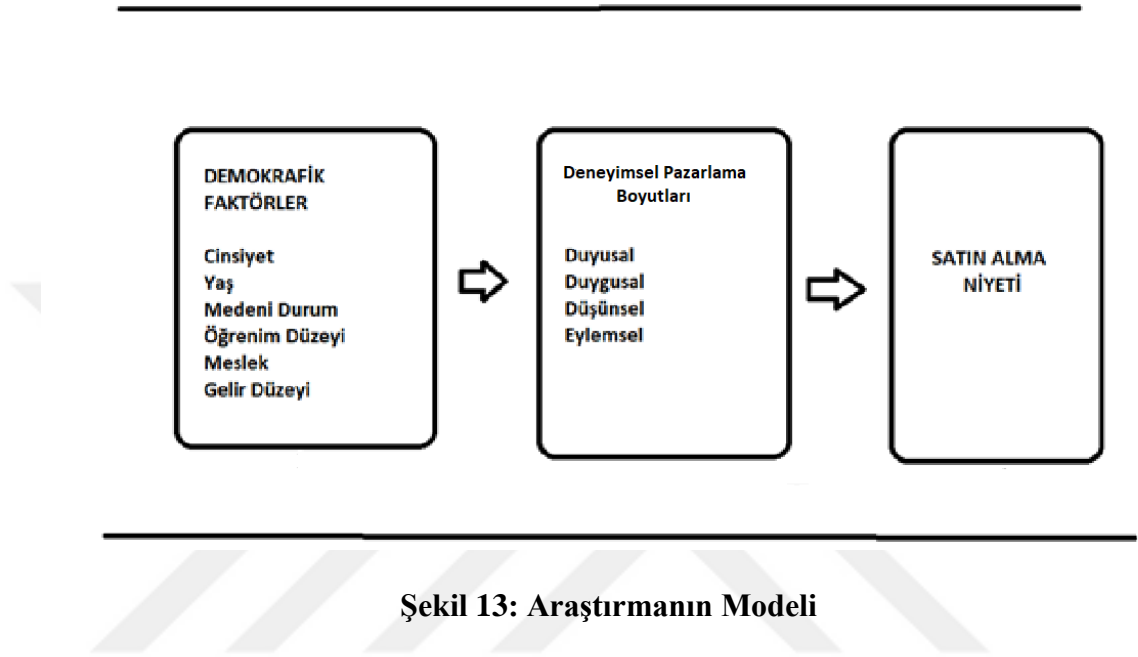 DEMOKRAFİK
FAKTÖRLER
Cinsiyet
Yaş
Medeni Durum
Öğrenim Düzeyi
Meslek
Gelir Düzeyi
Deneyimsel Pazarlama
Boyutları
Duyusal
Duygusal
Düşünsel
Eylemsel
SATIN ALMA
NİYETİ
Şekil 13: Araştırmanın Modeli